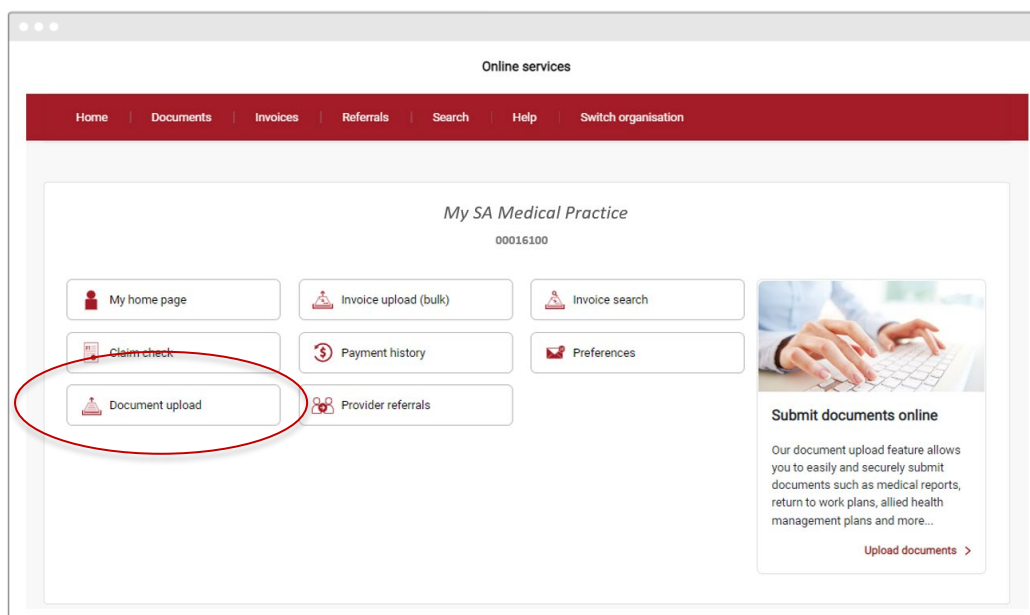 Online services
Home Documents Invoices Referrals Search Help Switch organisation
My SA Medical Practice
00016100
My home page
Invoice upload (bulk)
Invoice search
Claim check
Payment history
Preferences
Document upload
Provider referrals
Submit documents online
Our document upload feature allows
you to easily and securely submit
documents such as medical reports,
return to work plans, allied health
management plans and more...
Upload documents >